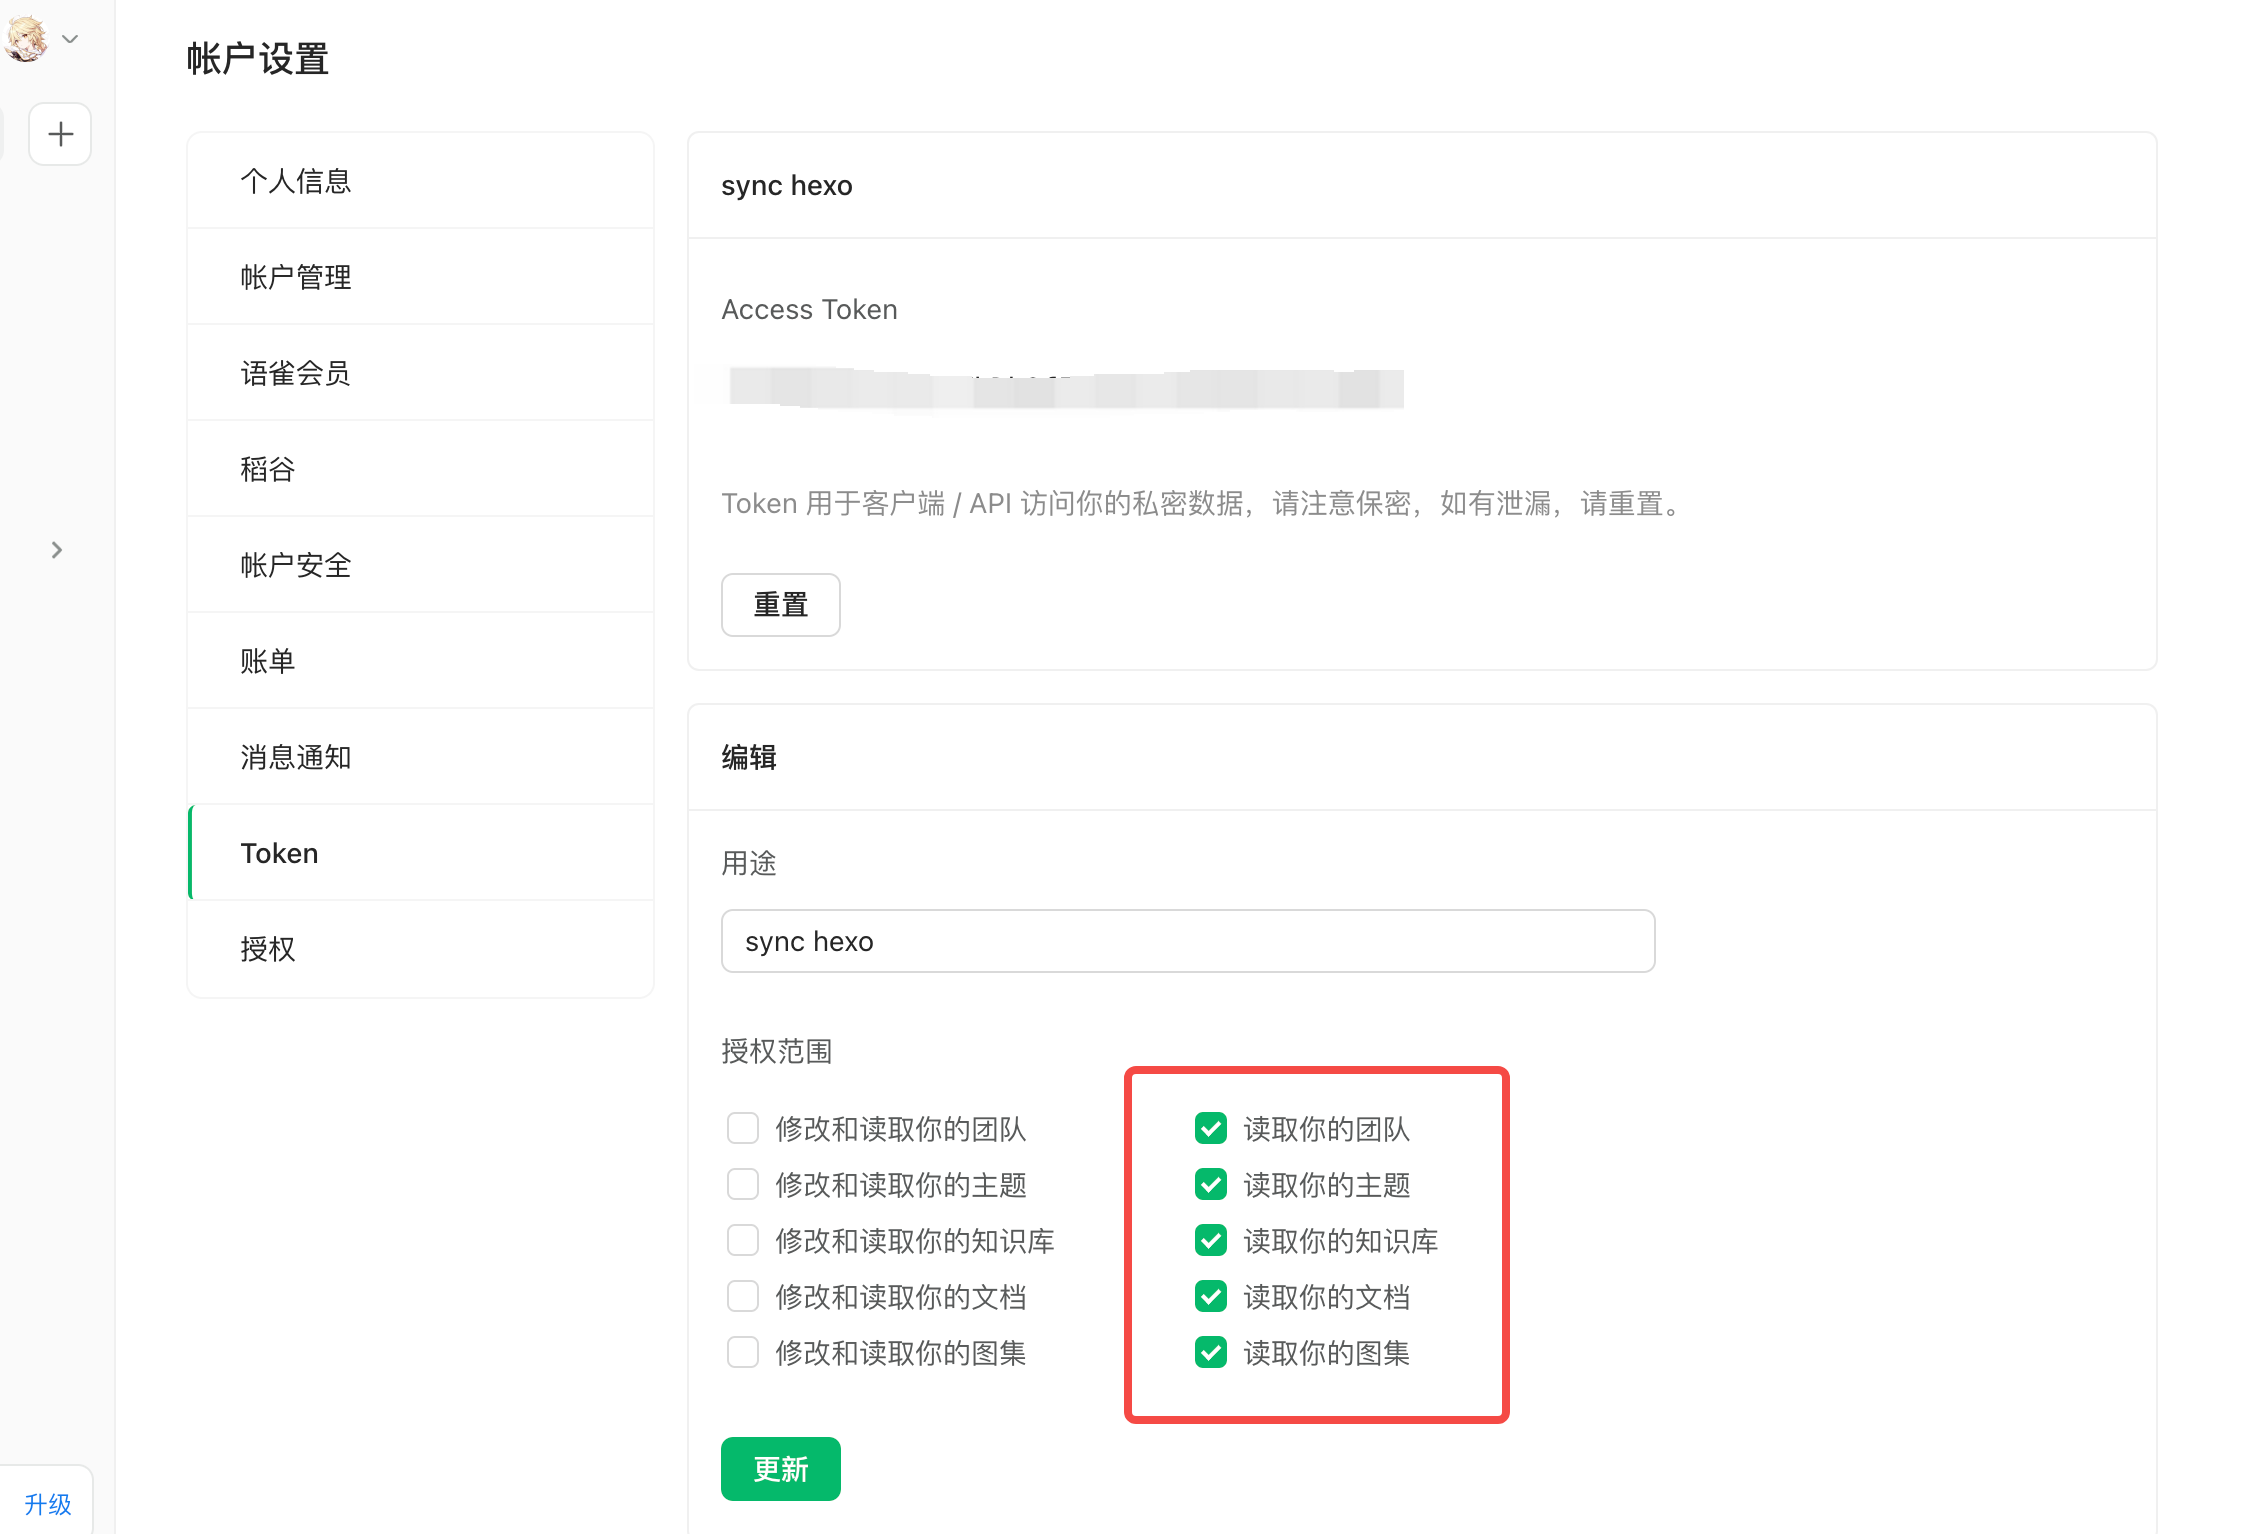 帐户设置
个人信息
帐户管理
语雀会员
稻谷
帐户安全
账单
消息通知
Token
授权
升级
sync hexo
Access Token
Token 用于客户端 / API 访问你的私密数据，请注意保密，如有泄漏，请重置。
重置
编辑
用途
sync hexo
授权范围
修改和读取你的团队 读取你的团队
修改和读取你的主题 读取你的主题
修改和读取你的知识库 读取你的知识库
修改和读取你的文档 读取你的文档
修改和读取你的图集 读取你的图集
更新